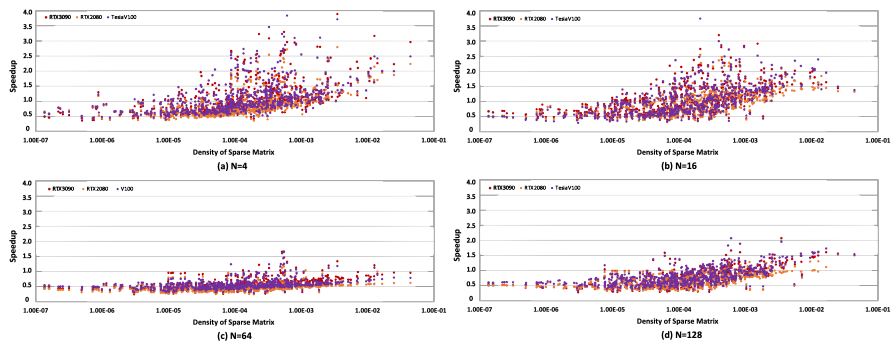 RTX3090 RTX2080 TeslaV100
4.0
3.5
3.0
2.5
2.0
1.5
1.0
0.5
0
Speedup
1.00E-07 1.00E-06 1.00E-05 1.00E-04 1.00E-03 1.00E-02 1.00E-01
Density of Sparse Matrix
(a) N=4
RTX3090 RTX2080 TeslaV100
4.0
3.5
3.0
2.5
2.0
1.5
1.0
0.5
0
Speedup
1.00E-07 1.00E-06 1.00E-05 1.00E-04 1.00E-03 1.00E-02 1.00E-01
Density of Sparse Matrix
(b) N=16
RTX3090 RTX2080 V100
4.0
3.5
3.0
2.5
2.0
1.5
1.0
0.5
0.0
Speedup
1.00E-07 1.00E-06 1.00E-05 1.00E-04 1.00E-03 1.00E-02 1.00E-01
Density of Sparse Matrix
(c) N=64
RTX3090 RTX2080 TeslaV100
4.0
3.5
3.0
2.5
2.0
1.5
1.0
0.5
0
Speedup
1.00E-07 1.00E-06 1.00E-05 1.00E-04 1.00E-03 1.00E-02 1.00E-01
Density of Sparse Matrix
(d) N=128